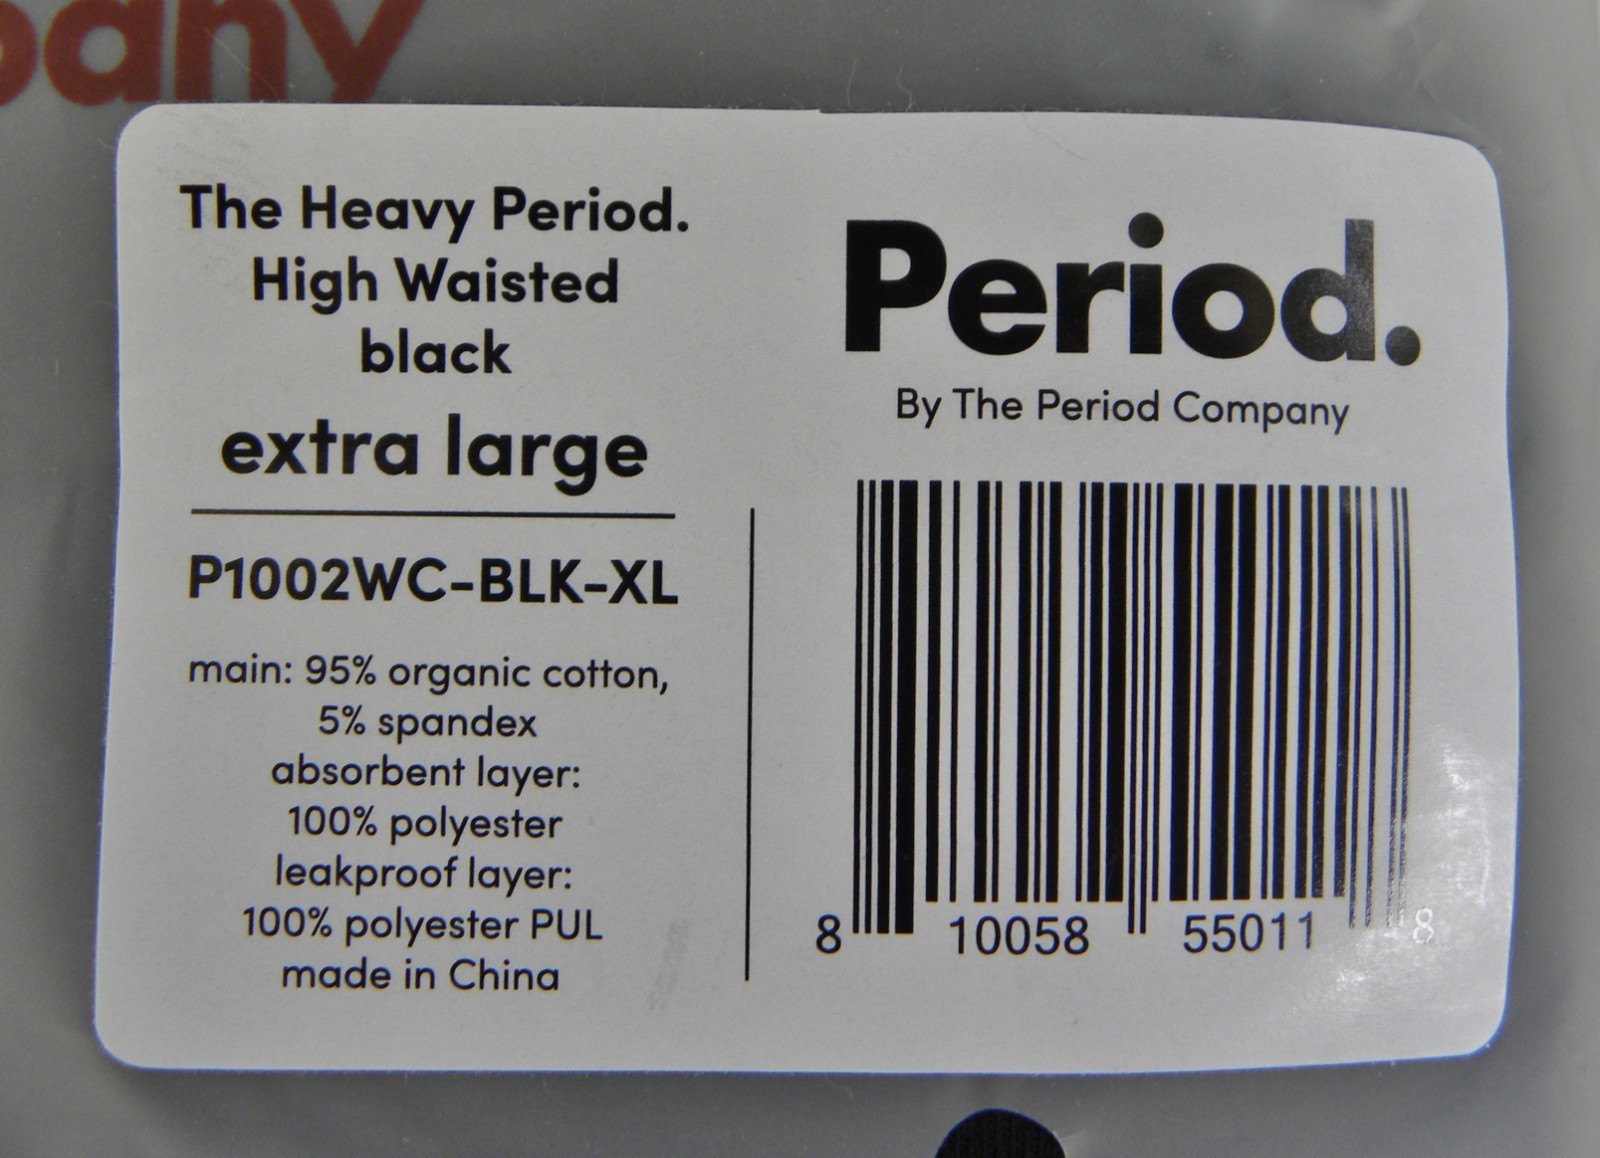 pany
The Heavy Period.
High Waisted
black
extra large
P1002WC-BLK-XL
main: 95% organic cotton,
5% spandex
absorbent layer:
100% polyester
leakproof layer:
100% polyester PUL
made in China
Period.
By The Period Company
8 10058 55011 8